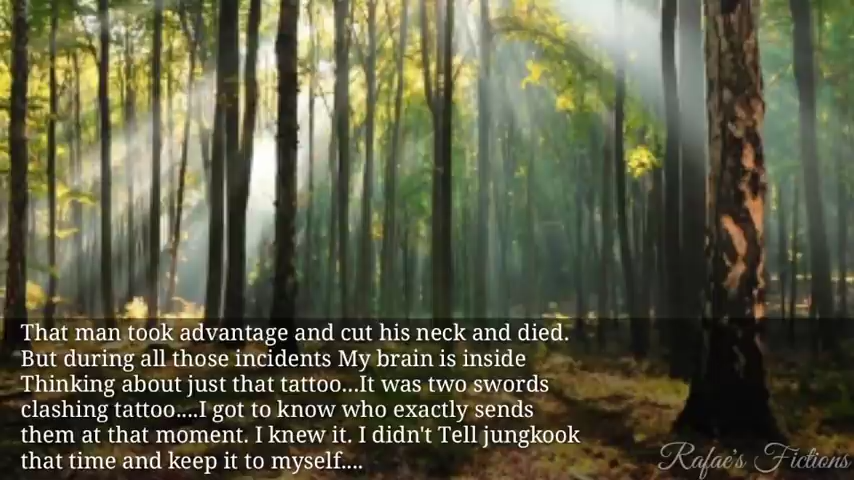 That man took advantage and cut his neck and died.
But during all those incidents My brain is inside
Thinking about just that tattoo...It was two swords
clashing tattoo....I got to know who exactly sends
them at that moment. I knew it. I didn't Tell jungkook
that time and keep it to myself....
Rafae's Fictions